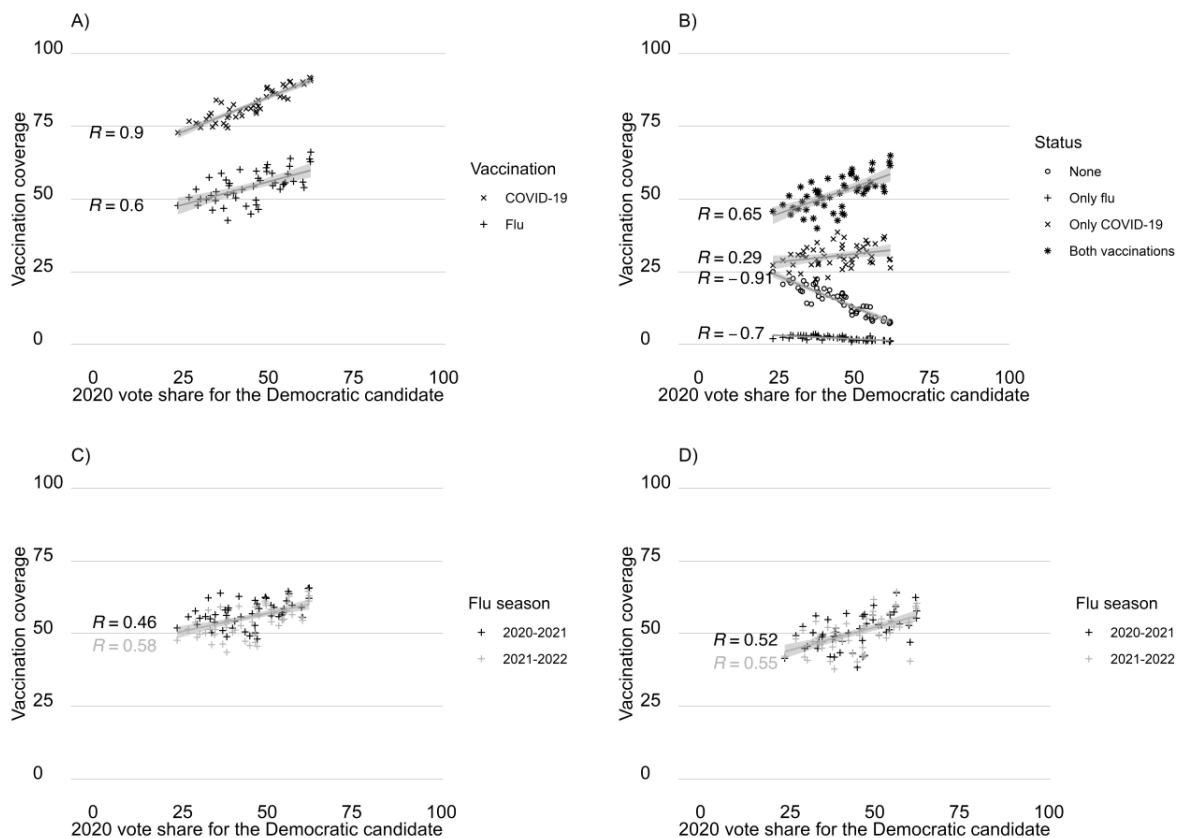 A)
100
75
50
25
0
R = 0.9
R = 0.6
Vaccination coverage
0 25 50 75 100
2020 vote share for the Democratic candidate
Vaccination
COVID-19
Flu
B)
100
75
50
25
0
R = 0.65
R = 0.29
R = −0.91
R = −0.7
Vaccination coverage
0 25 50 75 100
2020 vote share for the Democratic candidate
Status
None
Only flu
Only COVID-19
Both vaccinations
C)
100
75
50
25
0
R = 0.46
R = 0.58
Vaccination coverage
0 25 50 75 100
2020 vote share for the Democratic candidate
Flu season
2020-2021
2021-2022
D)
100
75
50
25
0
R = 0.52
R = 0.55
Vaccination coverage
0 25 50 75 100
2020 vote share for the Democratic candidate
Flu season
2020-2021
2021-2022